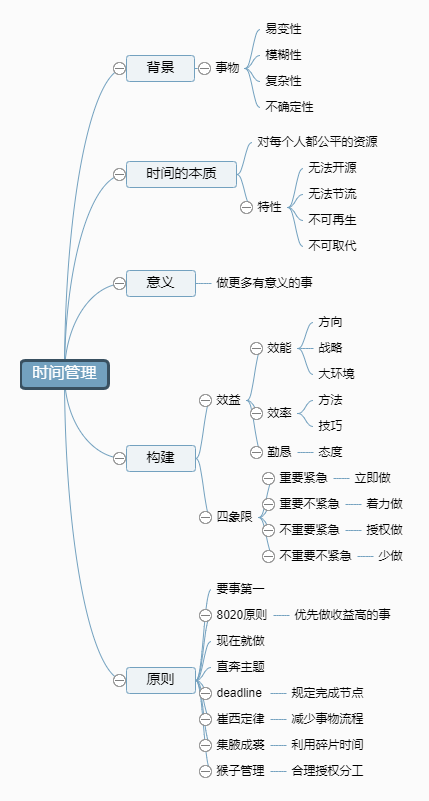 时间管理
背景
事物
易变性
模糊性
复杂性
不确定性
时间的本质
对每个人都公平的资源
特性
无法开源
无法节流
不可再生
不可取代
意义
做更多有意义的事
构建
效益
效能
方向
战略
大环境
效率
方法
技巧
勤恳
态度
四象限
重要紧急
立即做
重要不紧急
着力做
不重要紧急
授权做
不重要不紧急
少做
原则
要事第一
8020原则
优先做收益高的事
现在就做
直奔主题
deadline
规定完成节点
崔西定律
减少事物流程
集腋成裘
利用碎片时间
猴子管理
合理授权分工